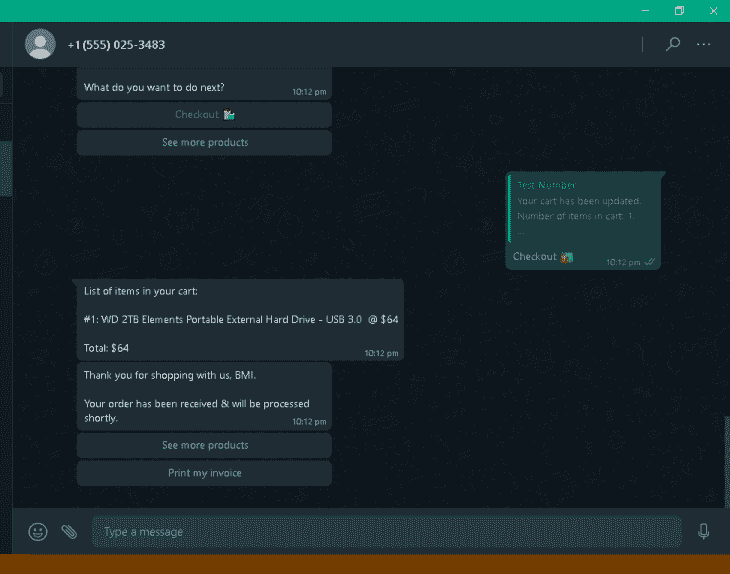 +1 (555) 025-3483
What do you want to do next?
10:12 pm
Checkout
See more products
Test Number
Your cart has been updated.
Number of items in cart: 1.
...
Checkout
10:12 pm
List of items in your cart:
#1: WD 2TB Elements Portable External Hard Drive - USB 3.0 @ $64
Total: $64
10:12 pm
Thank you for shopping with us, BMI.
Your order has been received & will be processed
shortly.
10:12 pm
See more products
Print my invoice
Type a message